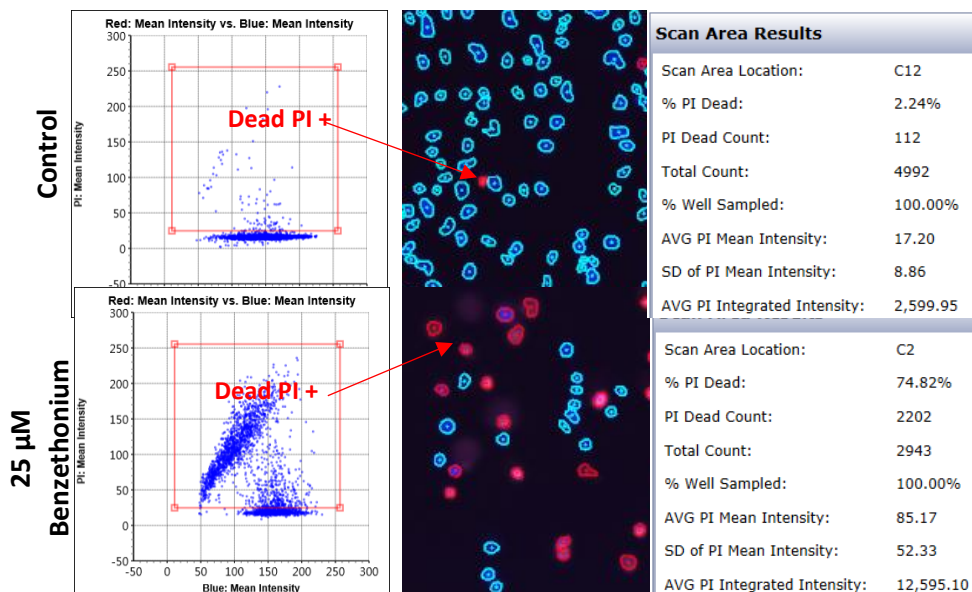 Control
Red: Mean Intensity vs. Blue: Mean Intensity
PI: Mean Intensity
300
250
200
150
100
50
0
-50
Dead PI +
Scan Area Results
Scan Area Location: C12
% PI Dead: 2.24%
PI Dead Count: 112
Total Count: 4992
% Well Sampled: 100.00%
AVG PI Mean Intensity: 17.20
SD of PI Mean Intensity: 8.86
AVG PI Integrated Intensity: 2,599.95
25 µM
Benzethonium
Red: Mean Intensity vs. Blue: Mean Intensity
PI: Mean Intensity
300
250
200
150
100
50
0
-50
-50 0 50 100 150 200 250 300
Blue: Mean Intensity
Dead PI +
Scan Area Location: C2
% PI Dead: 74.82%
PI Dead Count: 2202
Total Count: 2943
% Well Sampled: 100.00%
AVG PI Mean Intensity: 85.17
SD of PI Mean Intensity: 52.33
AVG PI Integrated Intensity: 12,595.10